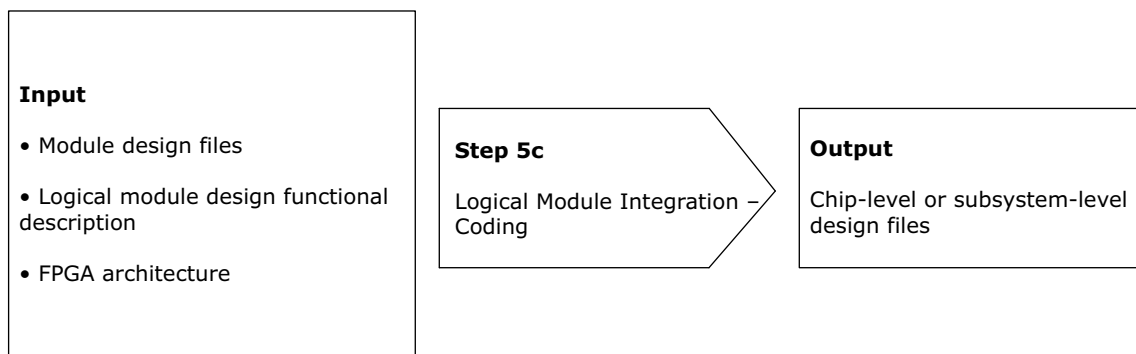 Input
• Module design files
• Logical module design functional
description
• FPGA architecture
Step 5c
Logical Module Integration –
Coding
Output
Chip-level or subsystem-level
design files